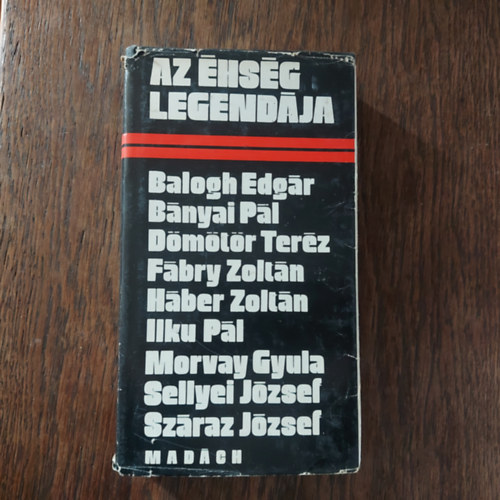 AZ ÉHSÉG
LEGENDÁJA
Balogh Edgár
Bányai Pál
Dömötör Teréz
Fábry Zoltán
Háber Zoltán
Ilku Pál
Morvay Gyula
Sellyei József
Száraz József
MADÁCH